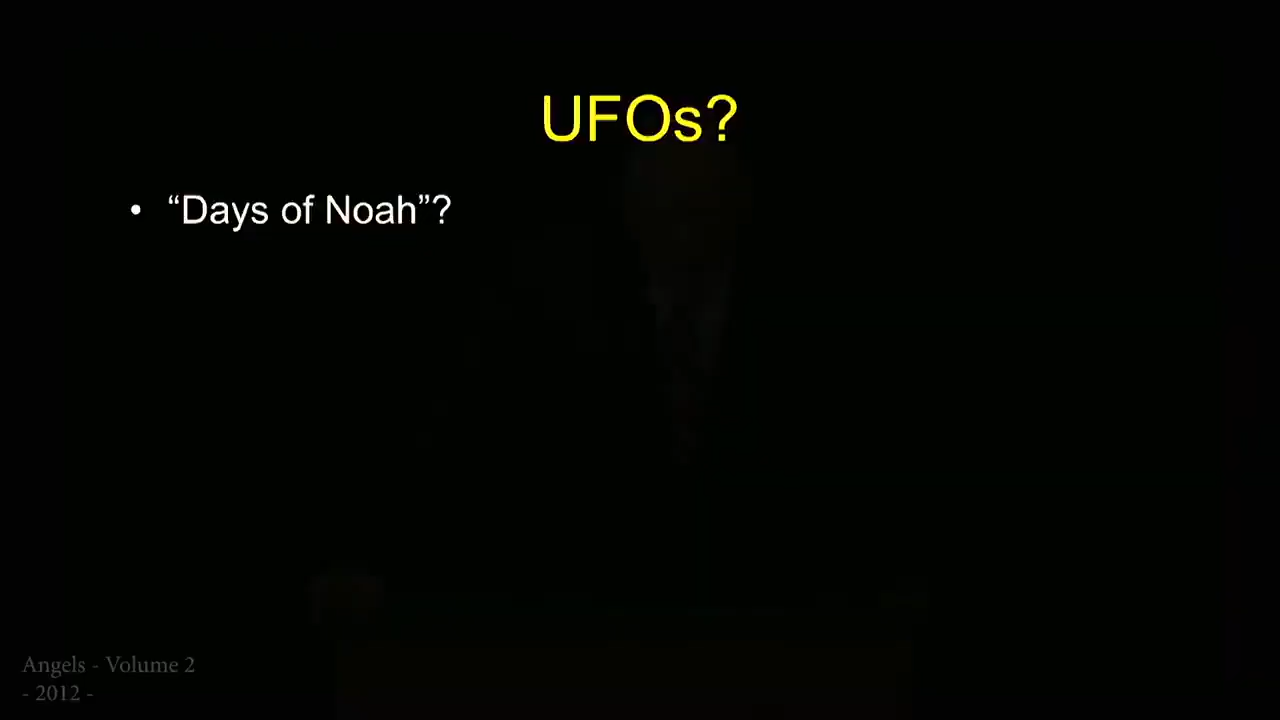 UFOs?
• “Days of Noah”?
Angels - Volume 2
- 2012 -